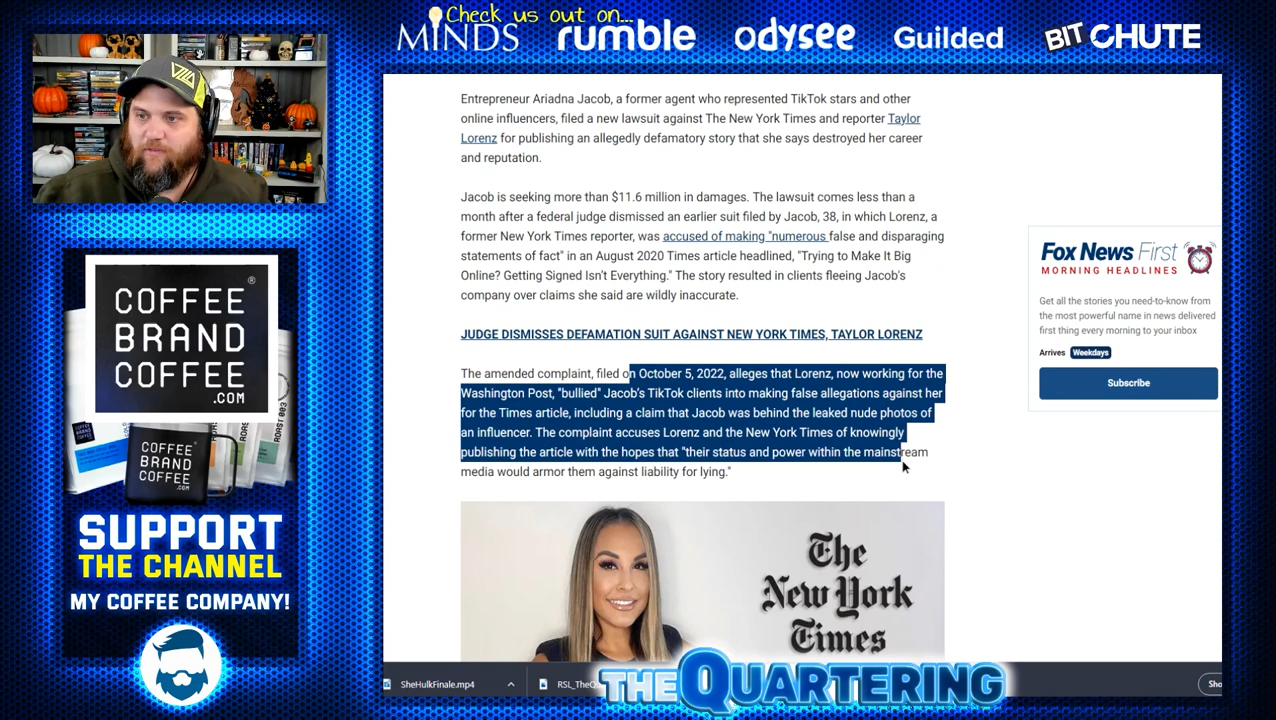 Check us out on...
MINDS rumble odysee Guilded BITCHUTE
Entrepreneur Ariadna Jacob, a former agent who represented TikTok stars and other
online influencers, filed a new lawsuit against The New York Times and reporter Taylor
Lorenz for publishing an allegedly defamatory story that she says destroyed her career
and reputation.
Jacob is seeking more than $11.6 million in damages. The lawsuit comes less than a
month after a federal judge dismissed an earlier suit filed by Jacob, 38, in which Lorenz, a
former New York Times reporter, was accused of making "numerous false and disparaging
statements of fact" in an August 2020 Times article headlined, "Trying to Make It Big
Online? Getting Signed Isn't Everything." The story resulted in clients fleeing Jacob's
company over claims she said are wildly inaccurate.
JUDGE DISMISSES DEFAMATION SUIT AGAINST NEW YORK TIMES, TAYLOR LORENZ
The amended complaint, filed on October 5, 2022, alleges that Lorenz, now working for the
Washington Post, "bullied" Jacob's TikTok clients into making false allegations against her
for the Times article, including a claim that Jacob was behind the leaked nude photos of
an influencer. The complaint accuses Lorenz and the New York Times of knowingly
publishing the article with the hopes that "their status and power within the mainstream
media would armor them against liability for lying."
The
New York
Times
Fox News First
MORNING HEADLINES
Get all the stories you need-to-know from
the most powerful name in news delivered
first thing every morning to your inbox
Arrives Weekdays
Subscribe
COFFEE
BRAND
COFFEE
.COM
®
COFFEE
BRAND
COFFEE
.COM
ROAST 003
SUPPORT
THE CHANNEL
MY COFFEE COMPANY!
SheHulkFinale.mp4
RSL_TheQ
Sho
THEQUARTERING